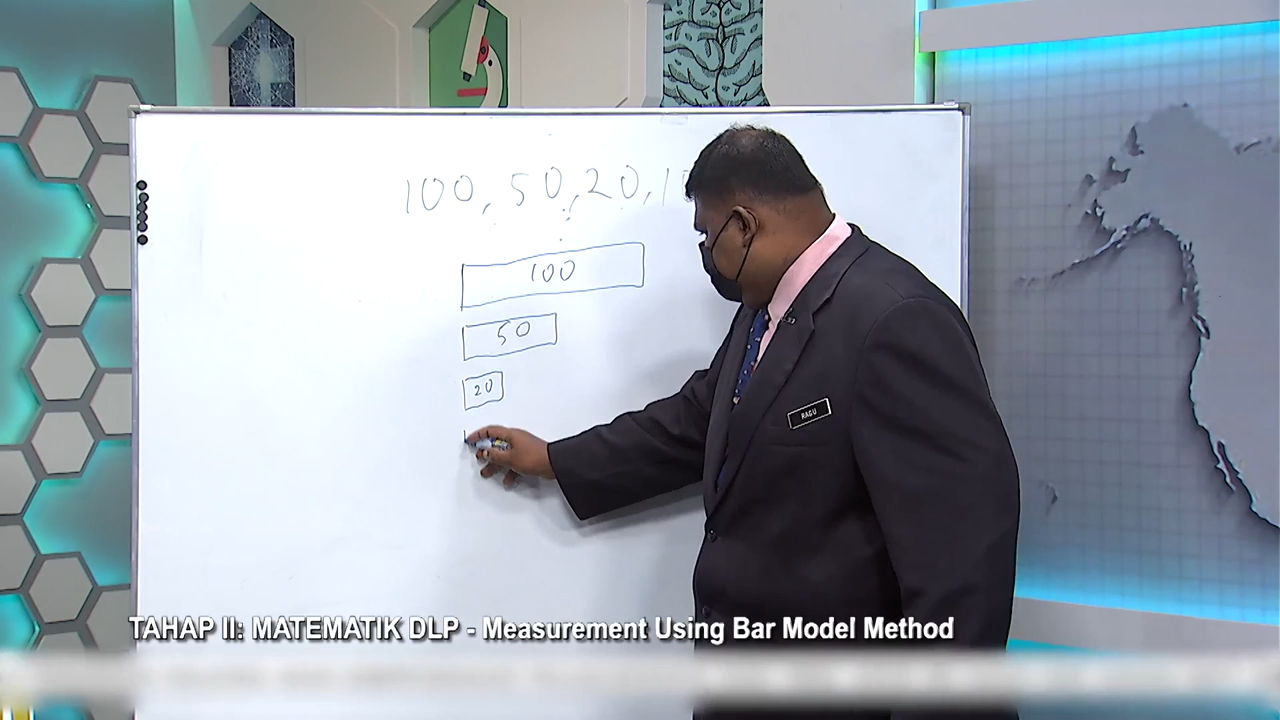 100, 50, 20, 1
100
50
20
RAGU
TAHAP II: MATEMATIK DLP - Measurement Using Bar Model Method